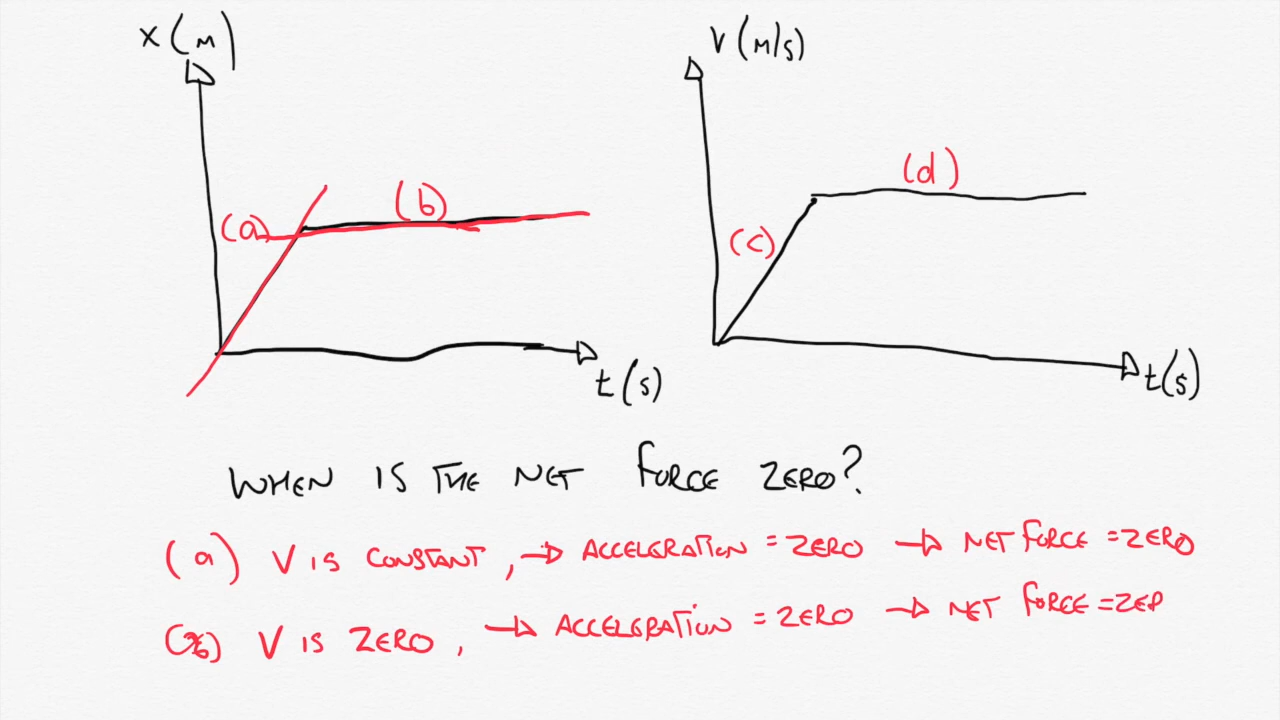 x (m)
v (m/s)
(a)
(b)
(c)
(d)
t (s)
t (s)
WHEN IS THE NET FORCE ZERO?
(a) V IS CONSTANT, → ACCELERATION = ZERO → NET FORCE = ZERO
(b) V IS ZERO, → ACCELERATION = ZERO → NET FORCE = ZER